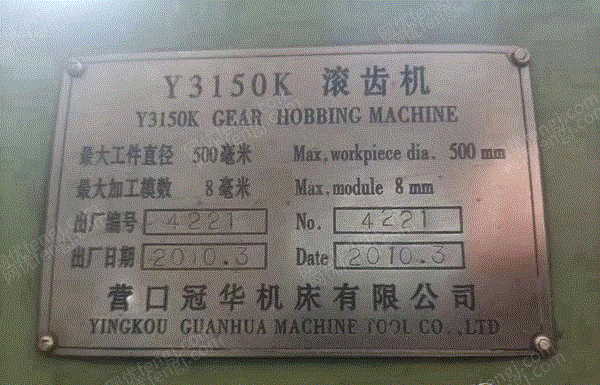 Y3150K 滚齿机
Y3150K GEAR HOBBING MACHINE
最大工件直径 500毫米 Max.workpiece dia. 500 mm
最大加工模数 8毫米 Max.module 8 mm
出厂编号 4221 No. 4221
出厂日期 2010.3 Date 2010.3
营口冠华机床有限公司
YINGKOU GUANHUA MACHINE TOOL CO.,LTD